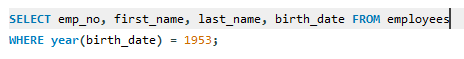 SELECT emp_no, first_name, last_name, birth_date FROM employees
WHERE year(birth_date) = 1953;